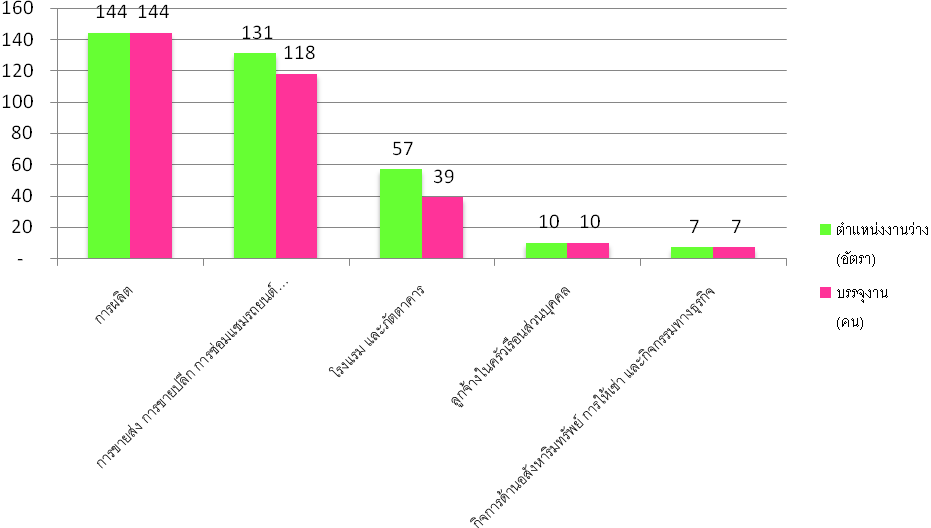 160
140
120
100
80
60
40
20
-
144
144
131
118
57
39
10
10
7
7
การผลิต
การขายส่ง การขายปลีก การซ่อมแซมรถยนต์...
โรงแรม และภัตตาคาร
ลูกจ้างในครัวเรือนส่วนบุคคล
กิจการด้านอสังหาริมทรัพย์ การให้เช่า และกิจกรรมทางธุรกิจ
ตำแหน่งงานว่าง
(อัตรา)
บรรจุงาน
(คน)